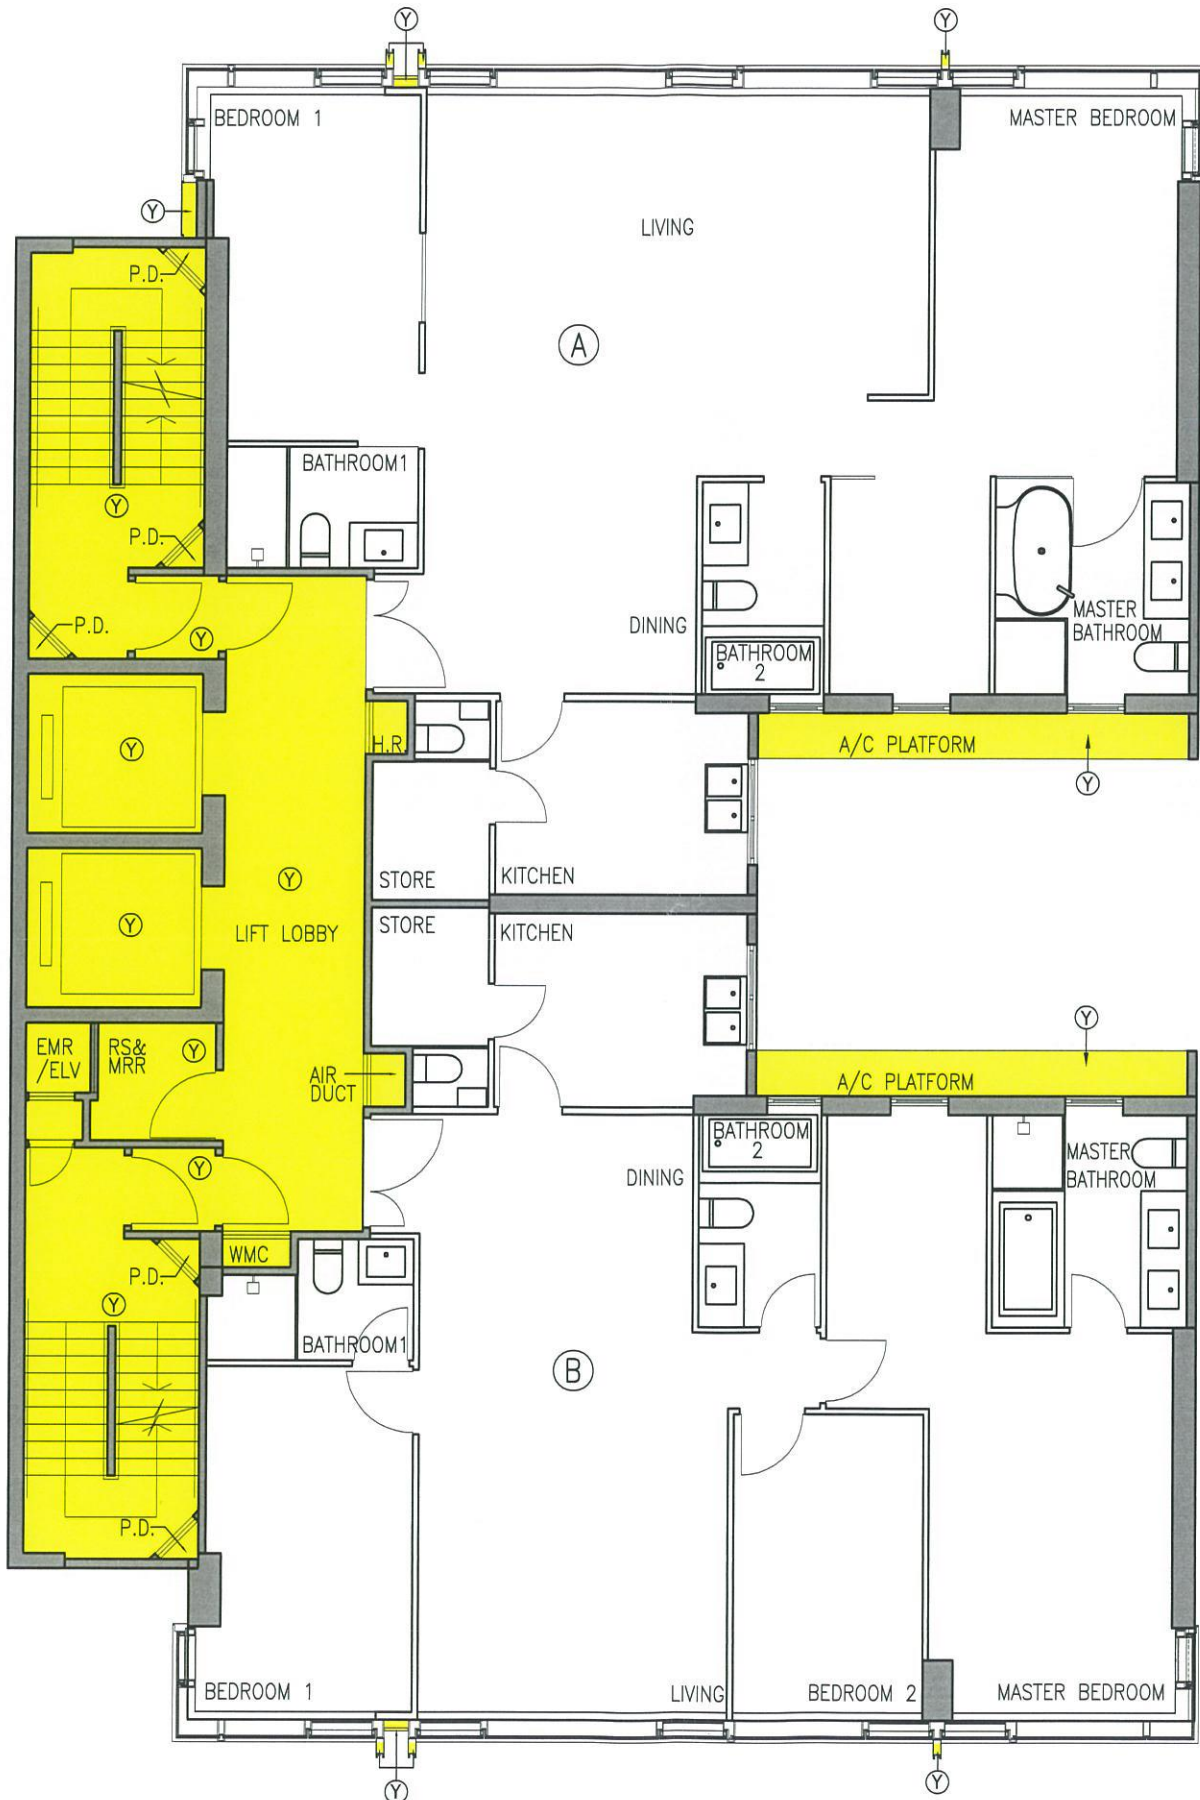 Y
Y
BEDROOM 1
MASTER BEDROOM
Y
LIVING
P.D.
A
BATHROOM1
Y
P.D.
P.D.
Y
DINING
MASTER
BATHROOM
BATHROOM
2
H.R.
A/C PLATFORM
Y
Y
STORE
KITCHEN
Y
Y
LIFT LOBBY
STORE
KITCHEN
Y
EMR
/ELV
RS&
MRR
Y
AIR
DUCT
A/C PLATFORM
BATHROOM
2
MASTER
BATHROOM
Y
DINING
WMC
P.D.
Y
BATHROOM1
B
P.D.
BEDROOM 1
LIVING
BEDROOM 2
MASTER BEDROOM
Y
Y